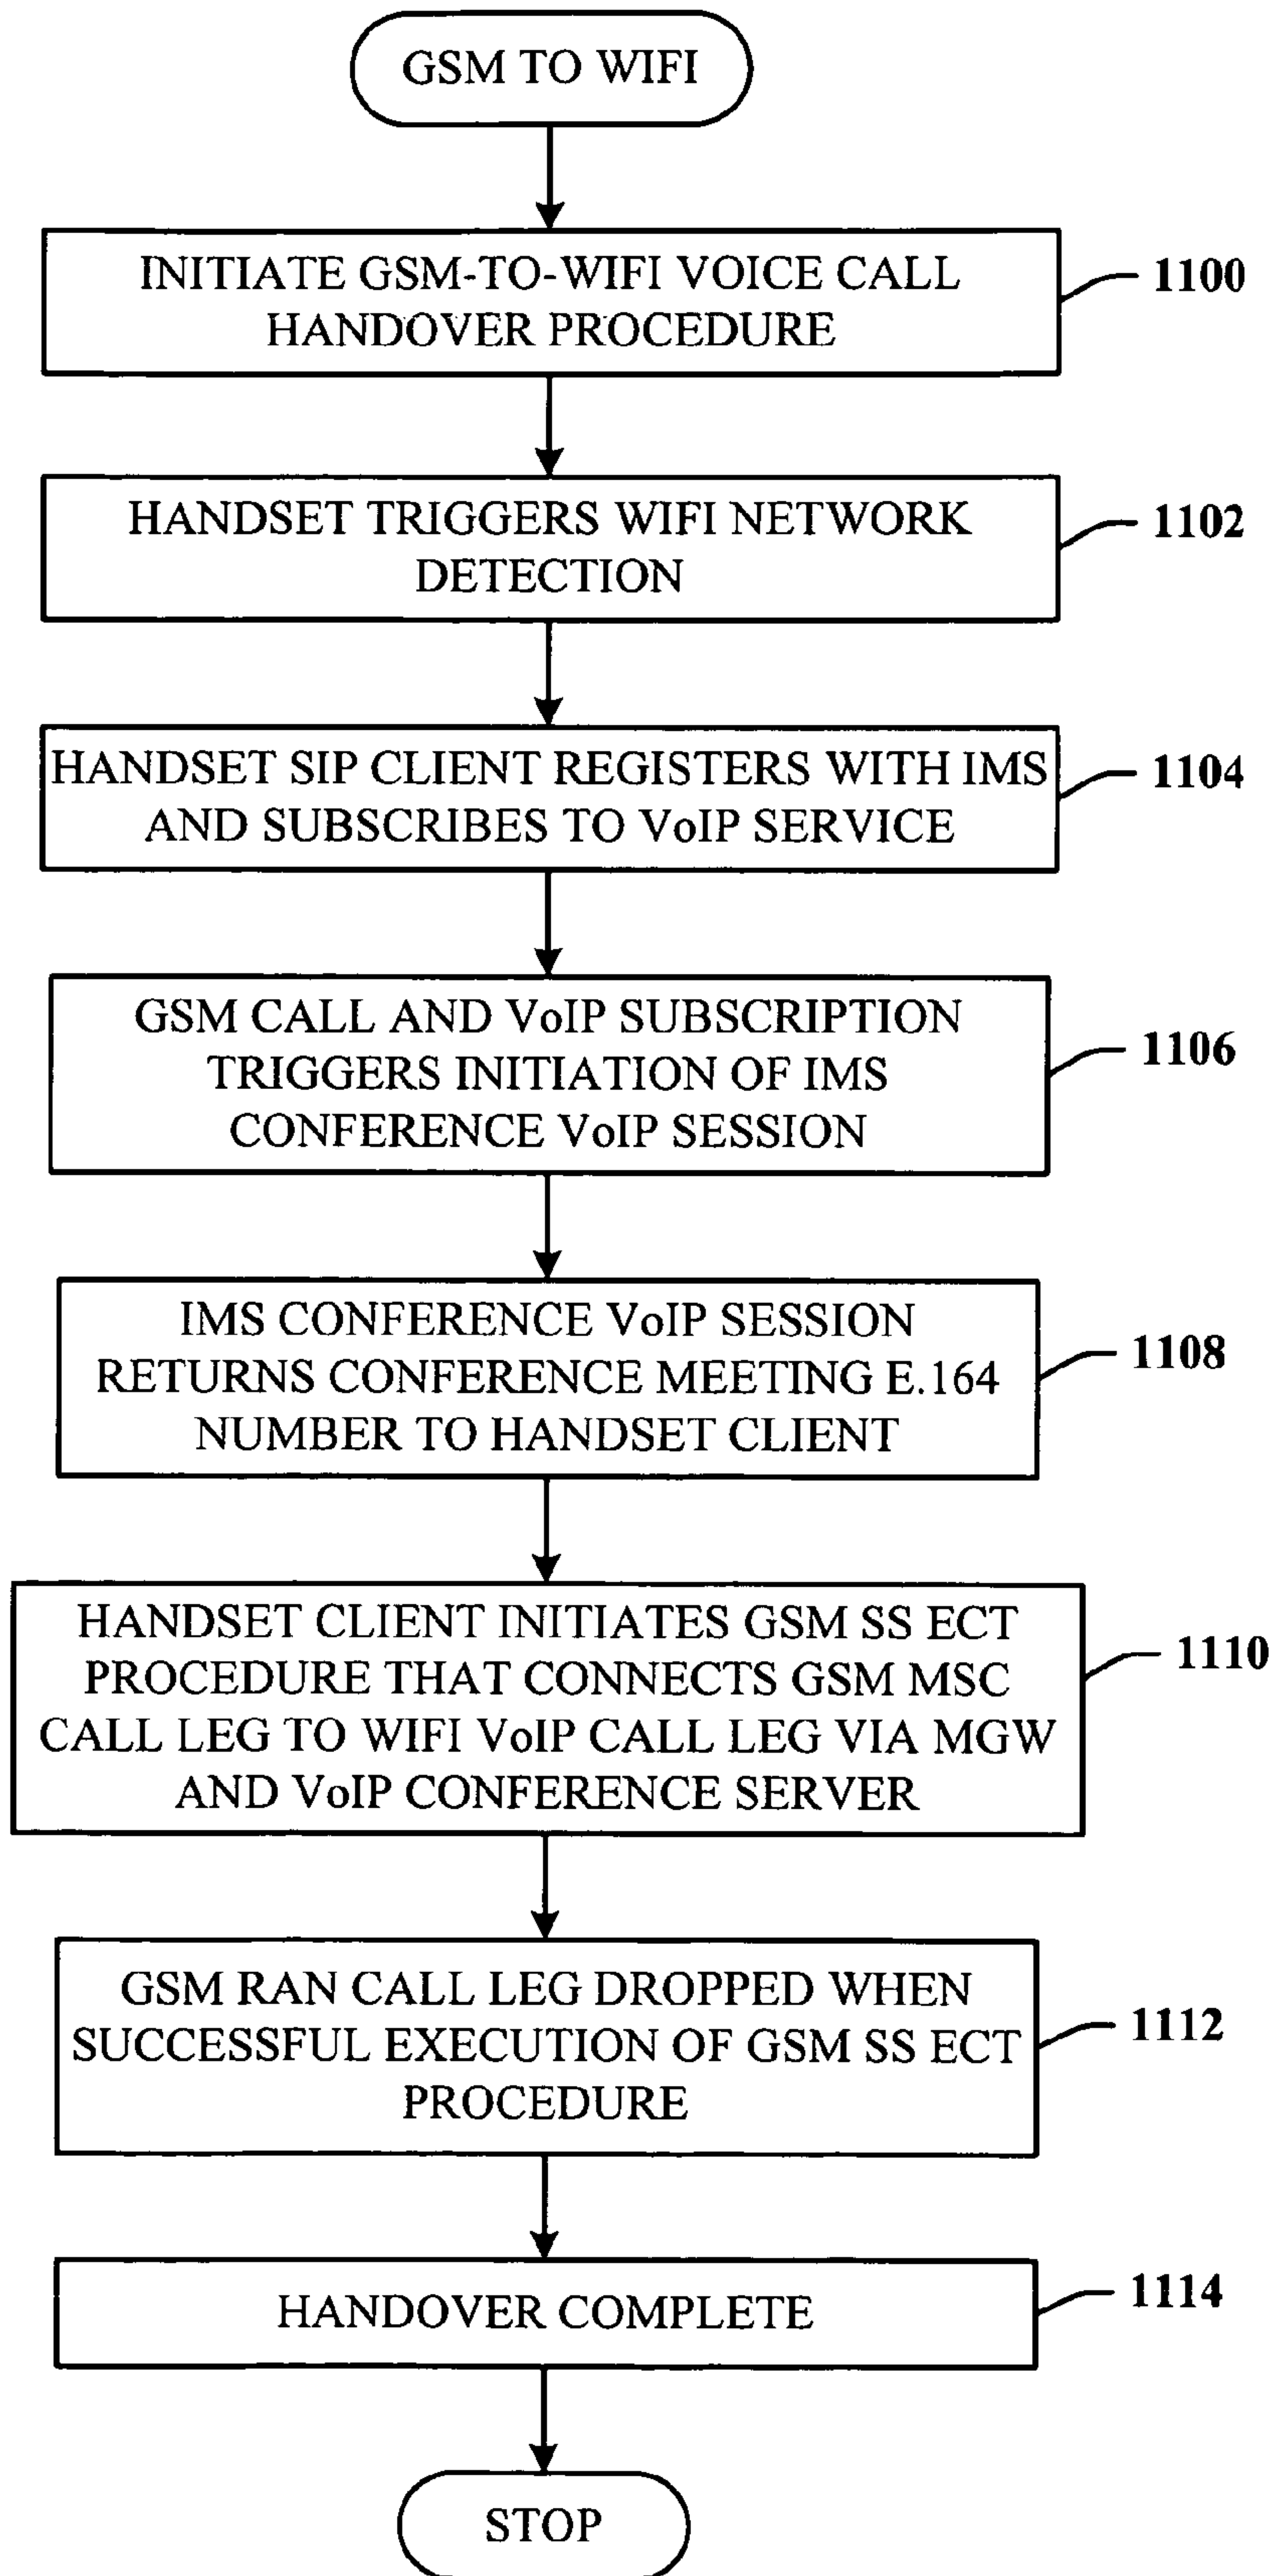 GSM TO WIFI
INITIATE GSM-TO-WIFI VOICE CALL
HANDOVER PROCEDURE
1100
HANDSET TRIGGERS WIFI NETWORK
DETECTION
1102
HANDSET SIP CLIENT REGISTERS WITH IMS
AND SUBSCRIBES TO VoIP SERVICE
1104
GSM CALL AND VoIP SUBSCRIPTION
TRIGGERS INITIATION OF IMS
CONFERENCE VoIP SESSION
1106
IMS CONFERENCE VoIP SESSION
RETURNS CONFERENCE MEETING E.164
NUMBER TO HANDSET CLIENT
1108
HANDSET CLIENT INITIATES GSM SS ECT
PROCEDURE THAT CONNECTS GSM MSC
CALL LEG TO WIFI VoIP CALL LEG VIA MGW
AND VoIP CONFERENCE SERVER
1110
GSM RAN CALL LEG DROPPED WHEN
SUCCESSFUL EXECUTION OF GSM SS ECT
PROCEDURE
1112
HANDOVER COMPLETE
1114
STOP